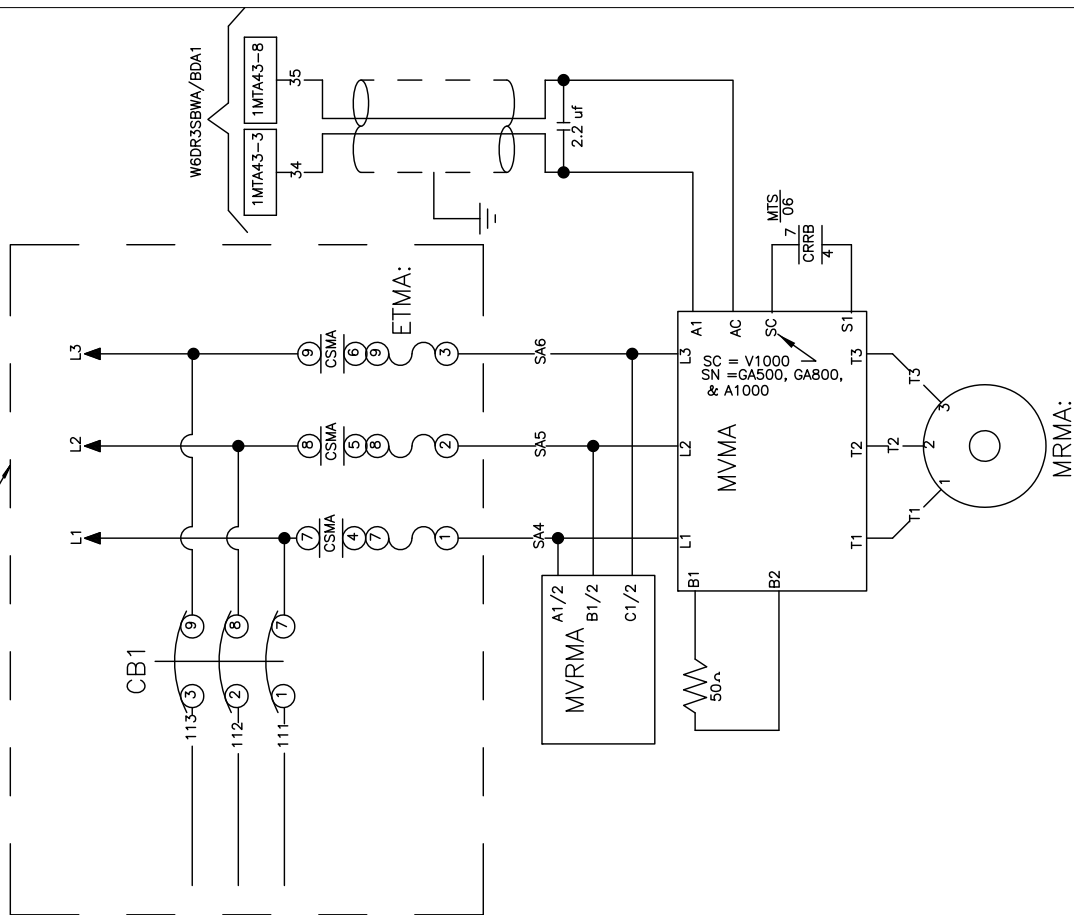 W6DR3SBWA/BDA1
1MTA43-3
1MTA43-8
34
35
2.2 uf
L1
L2
L3
CB1
113
3
9
112
2
8
111
1
7
7
CSMA
4
7
1
8
CSMA
5
8
2
9
CSMA
6
9
3
ETMA:
SA4
SA5
SA6
MVRMA
A1/2
B1/2
C1/2
L1
L2
L3
A1
AC
SC
S1
SC = V1000
SN =GA500, GA800,
& A1000
MVMA
B1
B2
50Ω
MTS
06
7
CRRB
4
T1
T2
T3
T1
T2
T3
1
2
3
MRMA: